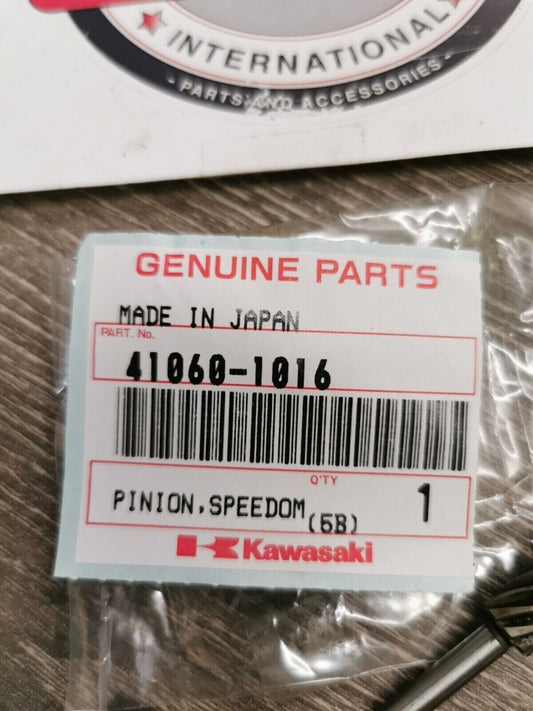 INTERNATIONAL
- PARTS AND ACCESSORIES -
GENUINE PARTS
MADE IN JAPAN
PART. No.
41060-1016
Q'TY
PINION,SPEEDOM(5B) 1
Kawasaki